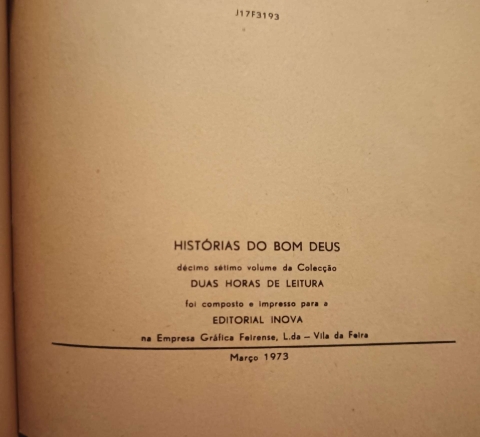 J17F3193
HISTÓRIAS DO BOM DEUS
décimo sétimo volume da Colecção
DUAS HORAS DE LEITURA
foi composto e impresso para a
EDITORIAL INOVA
na Empresa Gráfica Feirense, L.da — Vila da Feira
Março 1973